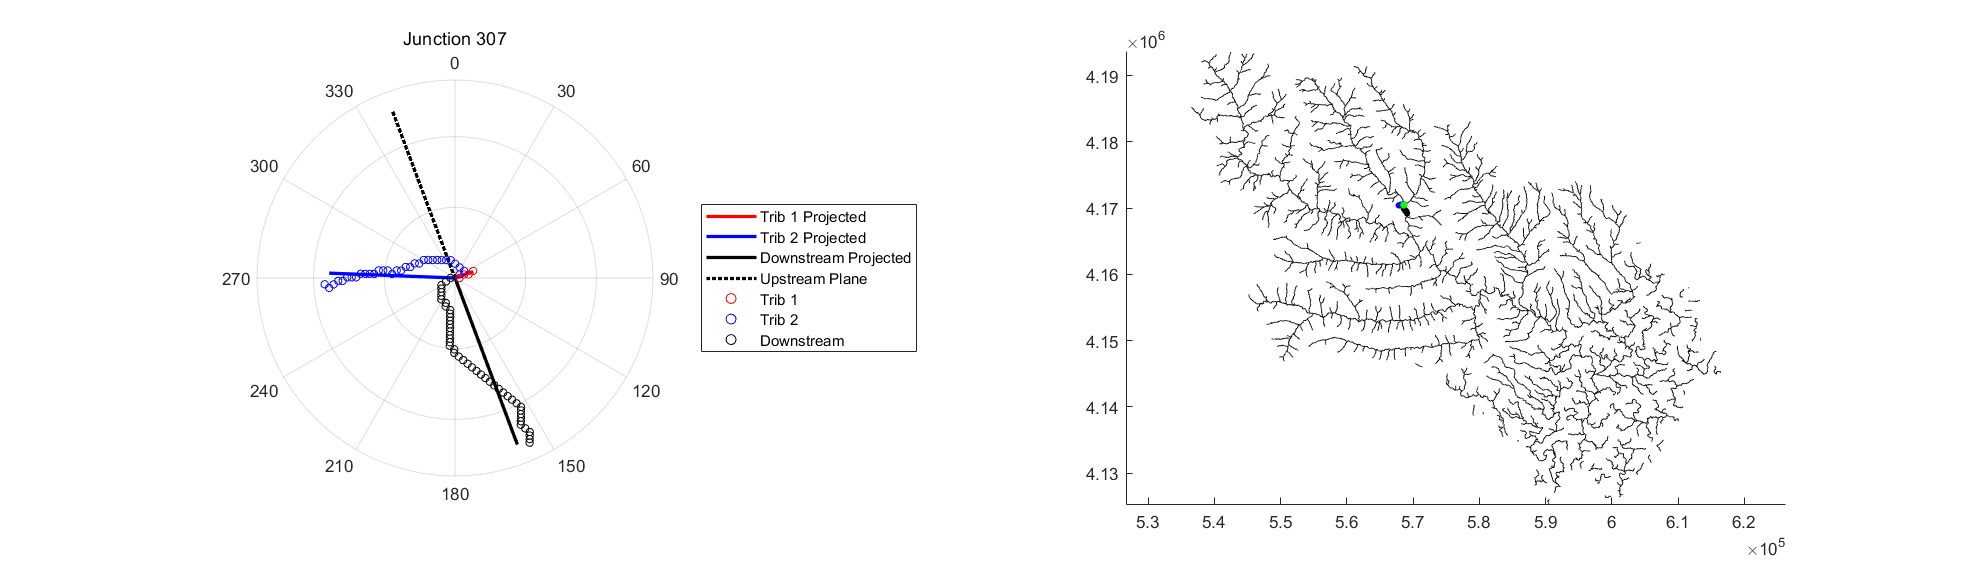 Junction 307
0
30
60
90
120
150
180
210
240
270
300
330
Trib 1 Projected
Trib 2 Projected
Downstream Projected
Upstream Plane
Trib 1
Trib 2
Downstream
×10^6
4.19
4.18
4.17
4.16
4.15
4.14
4.13
5.3 5.4 5.5 5.6 5.7 5.8 5.9 6 6.1 6.2
×10^5